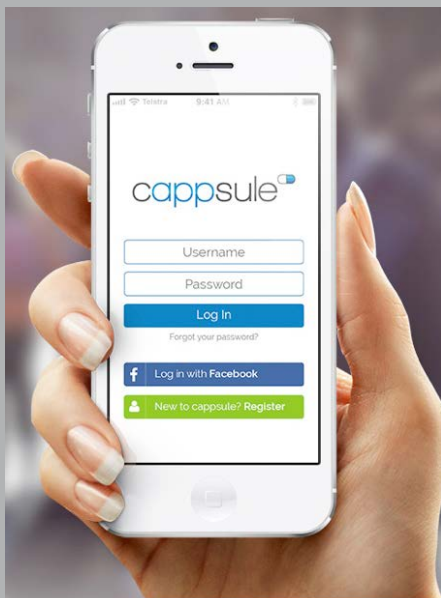 Telstra 9:41 AM
cappsule
Username
Password
Log In
Forgot your password?
f Log in with Facebook
New to cappsule? Register